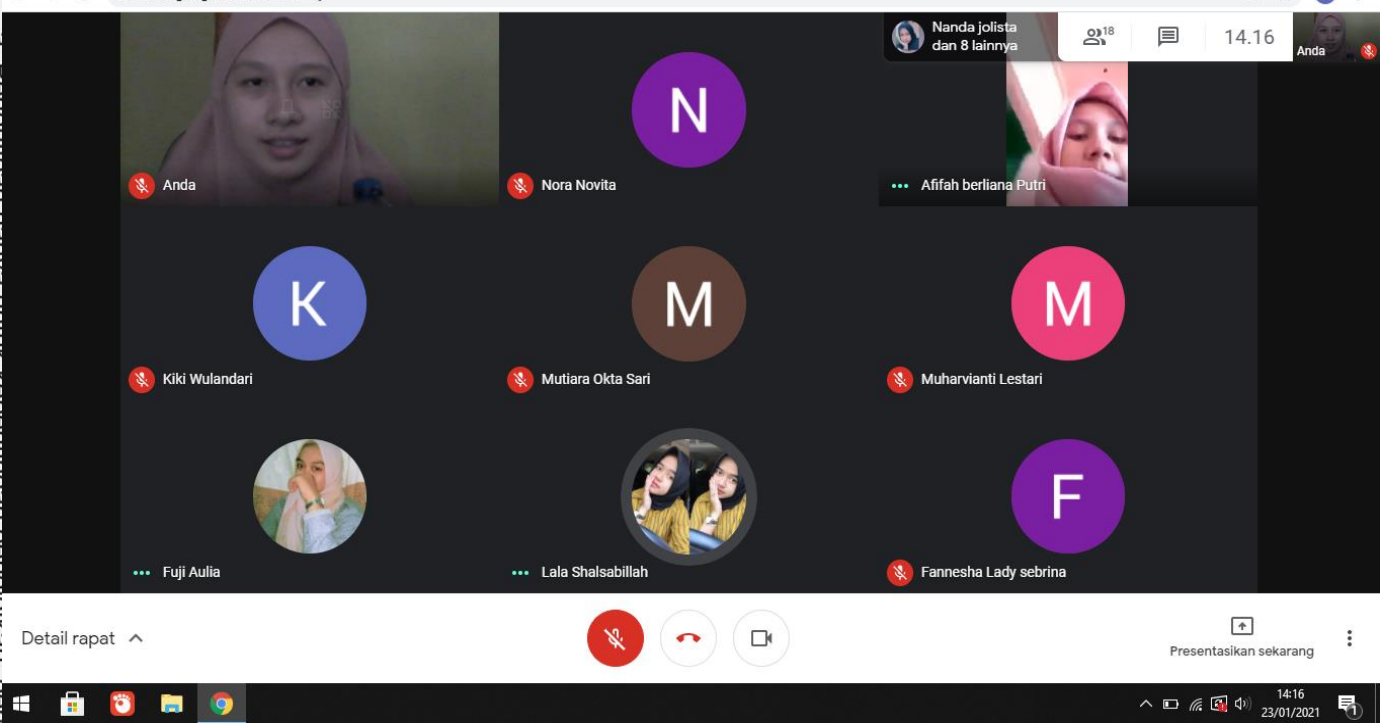 Nanda jolista
dan 8 lainnya
18
14.16
Anda
Anda
N
Nora Novita
Afifah berliana Putri
K
Kiki Wulandari
M
Mutiara Okta Sari
M
Muharvianti Lestari
Fuji Aulia
Lala Shalsabillah
F
Fannesha Lady sebrina
Detail rapat
Presentasikan sekarang
14:16
23/01/2021
1